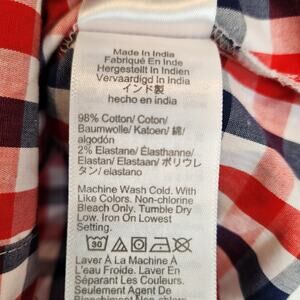 Made In India
Fabriqué En Inde
Hergestellt In Indien
Vervaardigd In India
インド製
hecho en india
98% Cotton/ Coton/
Baumwolle/ Katoen/ 綿/
algodón
2% Elastane/ Élasthanne/
Elastan/ Elastaan/ ポリウレ
タン/ elastano
Machine Wash Cold. With
Like Colors. Non-chlorine
Bleach Only. Tumble Dry
Low. Iron On Lowest
Setting.
30
Laver À La Machine À
L'eau Froide. Laver En
Séparant Les Couleurs.
Seulement Agent De
Blanchiment Non-chloré